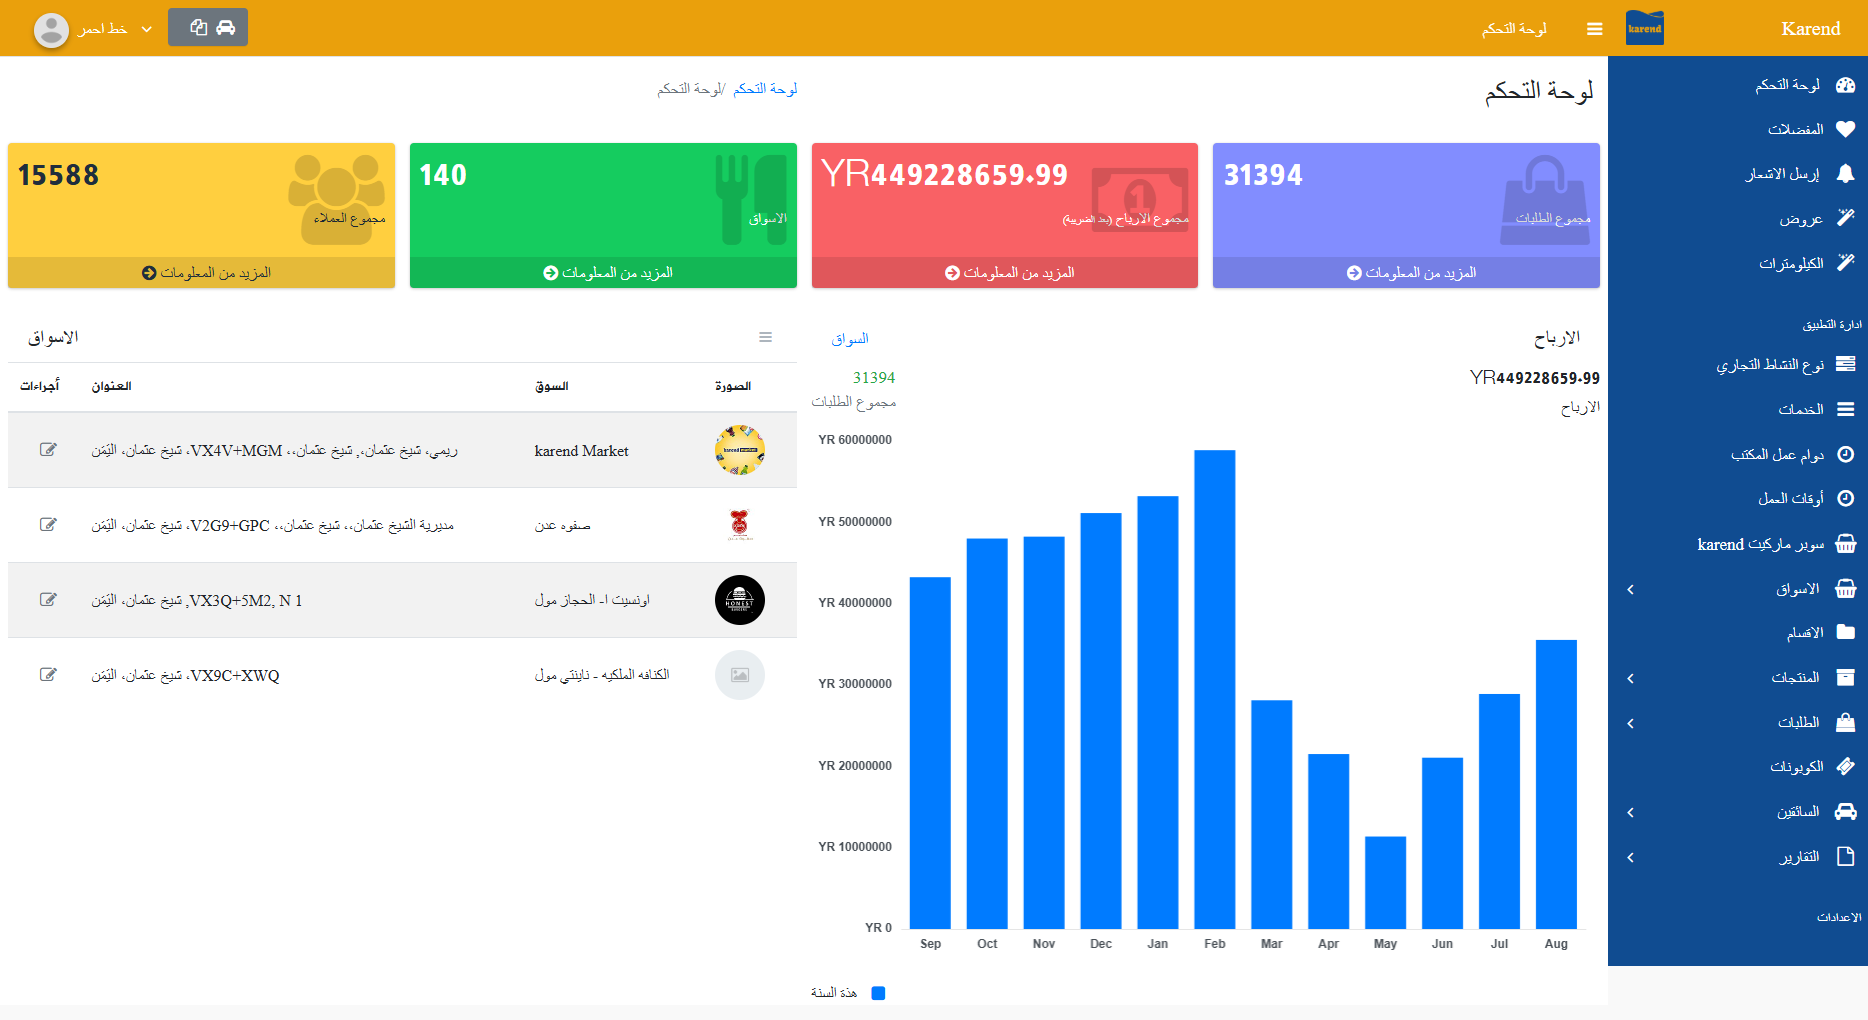 Karend
karend
لوحة التحكم
خط احمر
لوحة التحكم
المفضلات
إرسل الاشعار
عروض
الكيلومترات
ادارة التطبيق
نوع النشاط التجاري
الخدمات
دوام عمل المكتب
أوقات العمل
سوبر ماركيت karend
الاسواق
الاقسام
المنتجات
الطلبات
الكوبونات
السائقين
التقارير
الاعدادات
لوحة التحكم
لوحة التحكم /لوحة التحكم
31394
مجموع الطلبات
المزيد من المعلومات
YR449228659.99
مجموع الارباح (بعد الضريبة)
المزيد من المعلومات
140
الاسواق
المزيد من المعلومات
15588
مجموع العملاء
المزيد من المعلومات
الارباح
السواق
YR449228659.99
الارباح
31394
مجموع الطلبات
YR 60000000
YR 50000000
YR 40000000
YR 30000000
YR 20000000
YR 10000000
YR 0
Sep Oct Nov Dec Jan Feb Mar Apr May Jun Jul Aug
هذة السنة
الاسواق
الصورة السوق العنوان أجراءات
karend market
karend Market
ريمي، شيخ عثمان،, شيخ عثمان،، VX4V+MGM، شيخ عثمان، اليَمَن
صفوه عدن
مديرية الشيخ عثمان،، شيخ عثمان،، V2G9+GPC، شيخ عثمان، اليَمَن
HONEST
اونسيت ا- الحجاز مول
VX3Q+5M2, N 1, شيخ عثمان، اليَمَن
الكنافه الملكيه - ناينتي مول
VX9C+XWQ، شيخ عثمان، اليَمَن